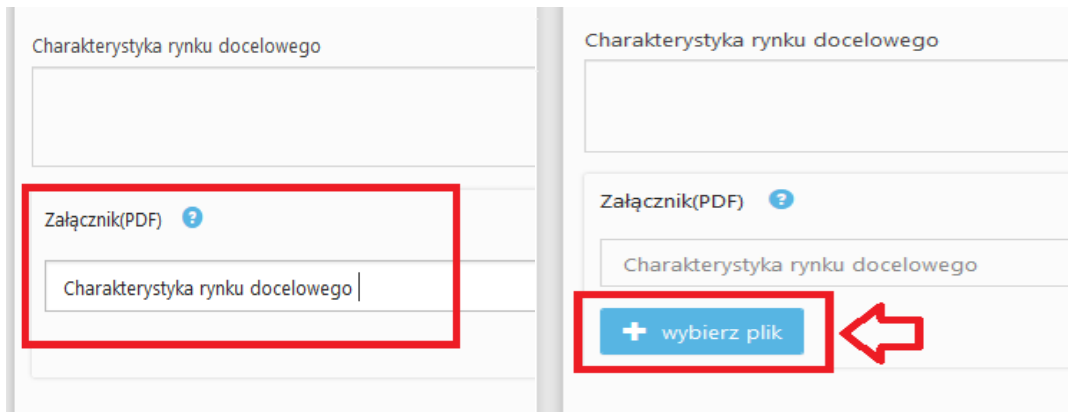 Charakterystyka rynku docelowego
Załącznik(PDF) ?
Charakterystyka rynku docelowego
Charakterystyka rynku docelowego
Załącznik(PDF) ?
Charakterystyka rynku docelowego
+ wybierz plik